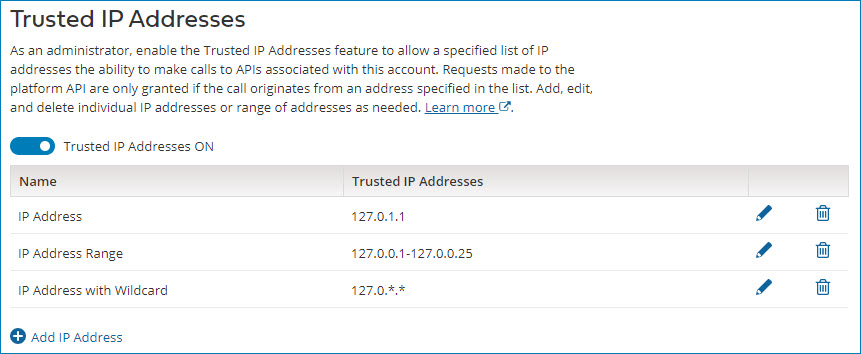 Trusted IP Addresses
As an administrator, enable the Trusted IP Addresses feature to allow a specified list of IP
addresses the ability to make calls to APIs associated with this account. Requests made to the
platform API are only granted if the call originates from an address specified in the list. Add, edit,
and delete individual IP addresses or range of addresses as needed. Learn more.
Trusted IP Addresses ON
Name Trusted IP Addresses
IP Address 127.0.1.1
IP Address Range 127.0.0.1-127.0.0.25
IP Address with Wildcard 127.0.*.*
Add IP Address